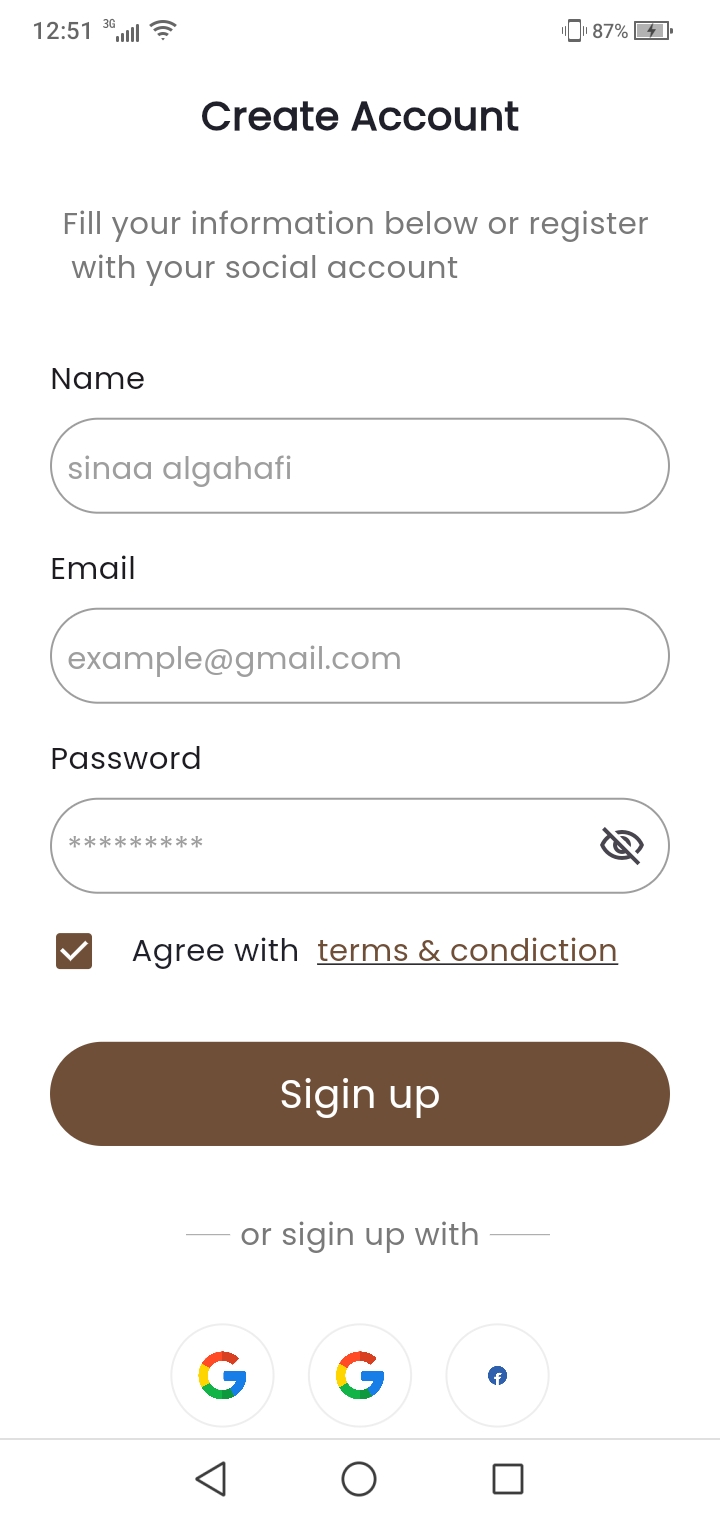 12:51 3G 87%
Create Account
Fill your information below or register
with your social account
Name
sinaa algahafi
Email
example@gmail.com
Password
*********
Agree with terms & condiction
Sigin up
or sigin up with